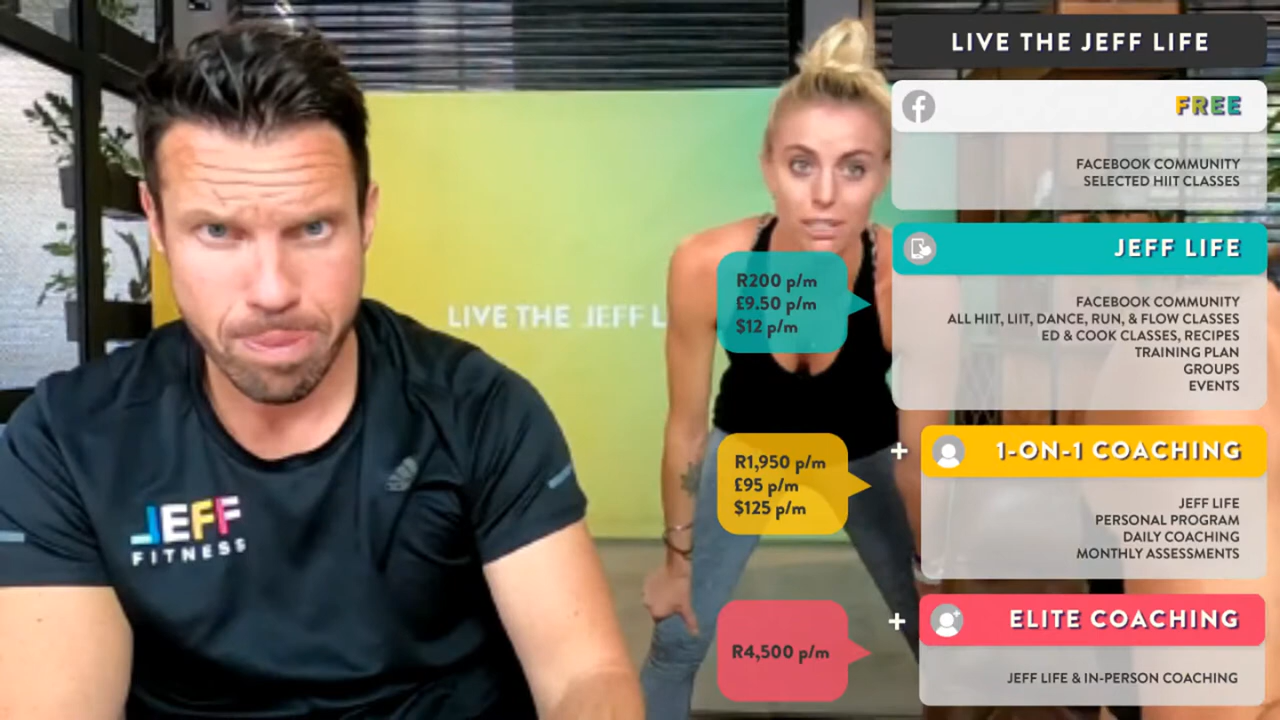 LIVE THE JEFF LIFE
FREE
FACEBOOK COMMUNITY
SELECTED HIIT CLASSES
JEFF LIFE
R200 p/m
£9.50 p/m
$12 p/m
FACEBOOK COMMUNITY
ALL HIIT, LIIT, DANCE, RUN, & FLOW CLASSES
ED & COOK CLASSES, RECIPES
TRAINING PLAN
GROUPS
EVENTS
LIVE THE JEFF L
+ 1-ON-1 COACHING
R1,950 p/m
£95 p/m
$125 p/m
JEFF LIFE
PERSONAL PROGRAM
DAILY COACHING
MONTHLY ASSESSMENTS
JEFF
FITNESS
+ ELITE COACHING
R4,500 p/m
JEFF LIFE & IN-PERSON COACHING